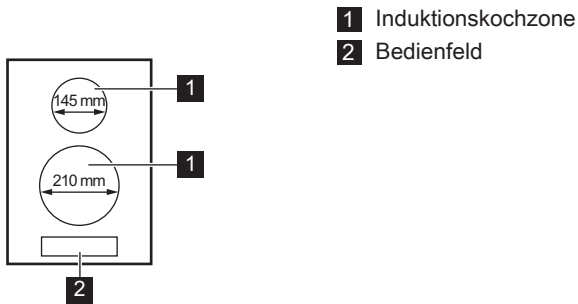 1 Induktionskochzone
2 Bedienfeld
145 mm
1
210 mm
1
2